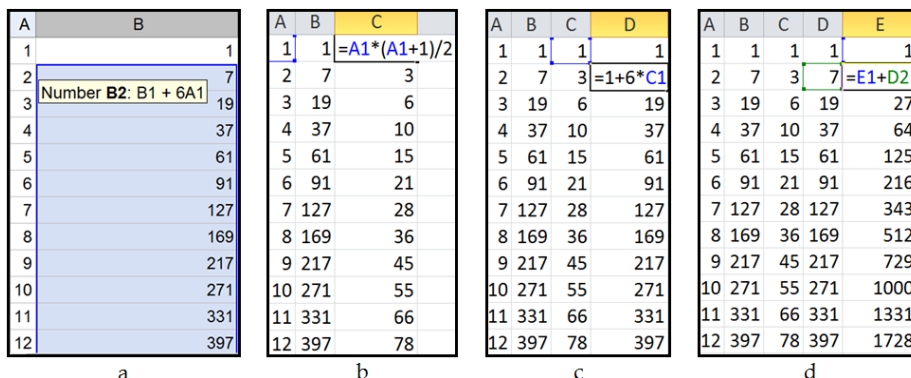 A B
1 1
2 7
Number B2: B1 + 6A1
3 19
4 37
5 61
6 91
7 127
8 169
9 217
10 271
11 331
12 397
a
A B C
1 1 =A1*(A1+1)/2
2 7 3
3 19 6
4 37 10
5 61 15
6 91 21
7 127 28
8 169 36
9 217 45
10 271 55
11 331 66
12 397 78
b
A B C D
1 1 1 1
2 7 3 =1+6*C1
3 19 6 19
4 37 10 37
5 61 15 61
6 91 21 91
7 127 28 127
8 169 36 169
9 217 45 217
10 271 55 271
11 331 66 331
12 397 78 397
c
A B C D E
1 1 1 1 1
2 7 3 7 =E1+D2
3 19 6 19 27
4 37 10 37 64
5 61 15 61 125
6 91 21 91 216
7 127 28 127 343
8 169 36 169 512
9 217 45 217 729
10 271 55 271 1000
11 331 66 331 1331
12 397 78 397 1728
d